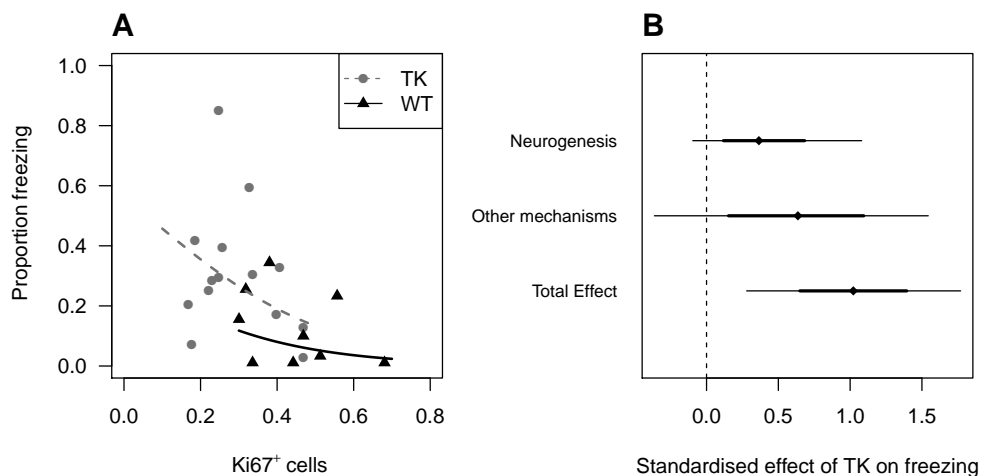 A
B
1.0
0.8
0.6
0.4
0.2
0.0
Proportion freezing
TK
WT
0.0 0.2 0.4 0.6 0.8
Ki67+ cells
Neurogenesis
Other mechanisms
Total Effect
0.0 0.5 1.0 1.5
Standardised effect of TK on freezing